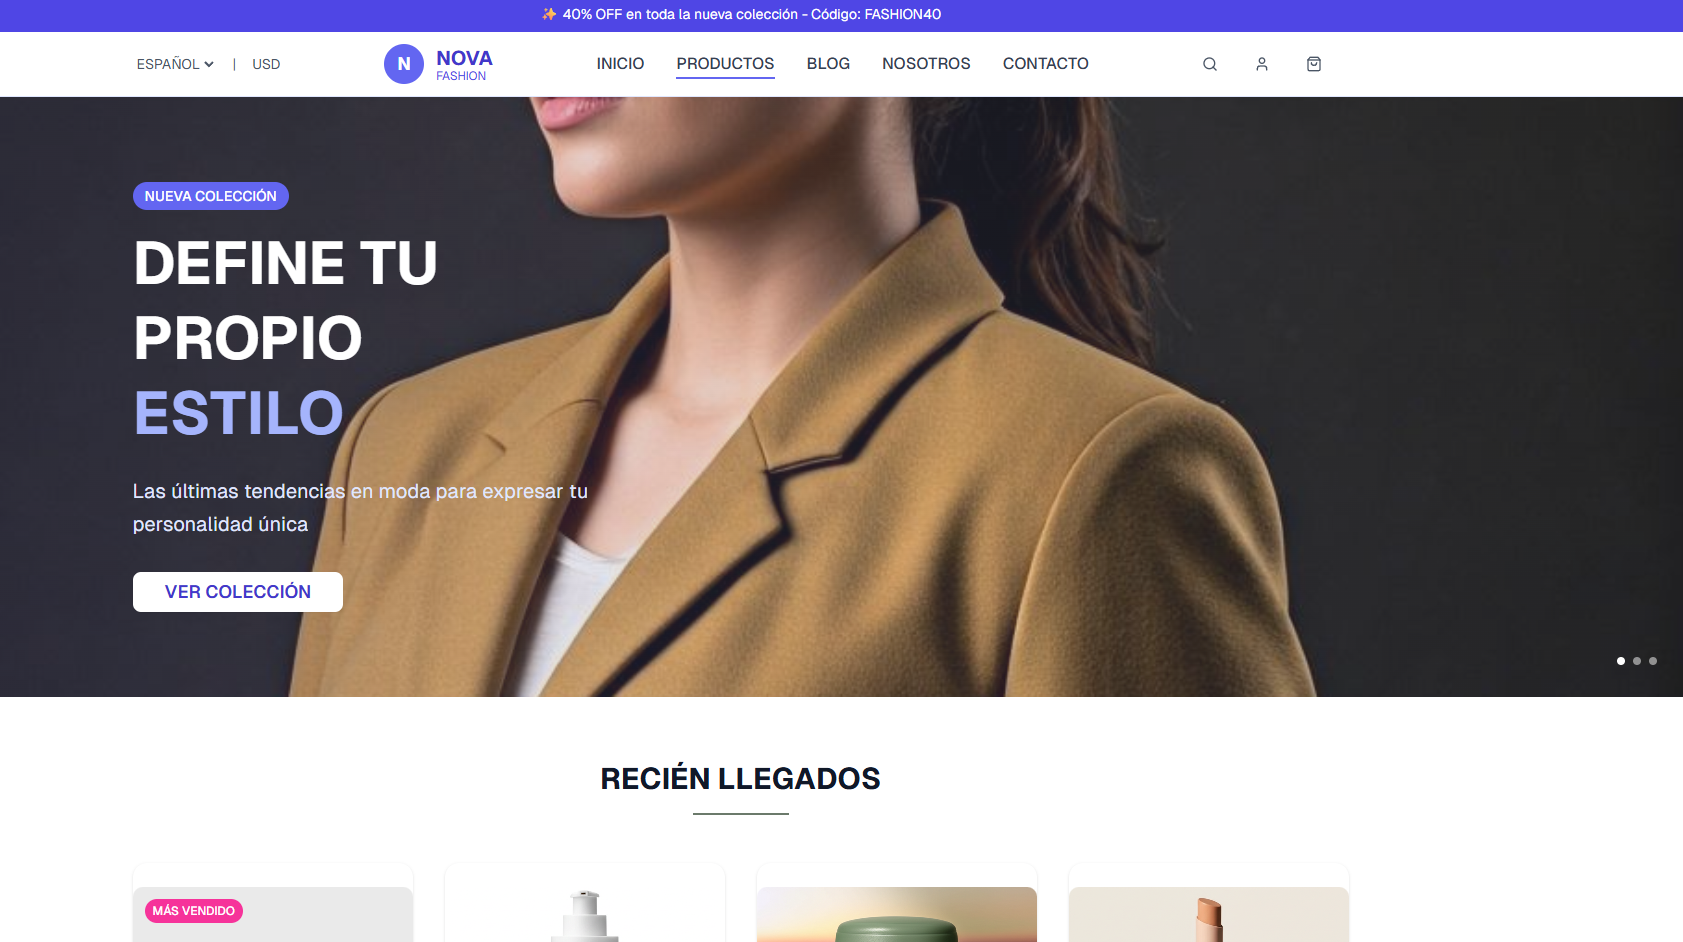 ✨ 40% OFF en toda la nueva colección - Código: FASHION40
ESPAÑOL | USD
N
NOVA
FASHION
INICIO
PRODUCTOS
BLOG
NOSOTROS
CONTACTO
NUEVA COLECCIÓN
DEFINE TU
PROPIO
ESTILO
Las últimas tendencias en moda para expresar tu
personalidad única
VER COLECCIÓN
RECIÉN LLEGADOS
MÁS VENDIDO